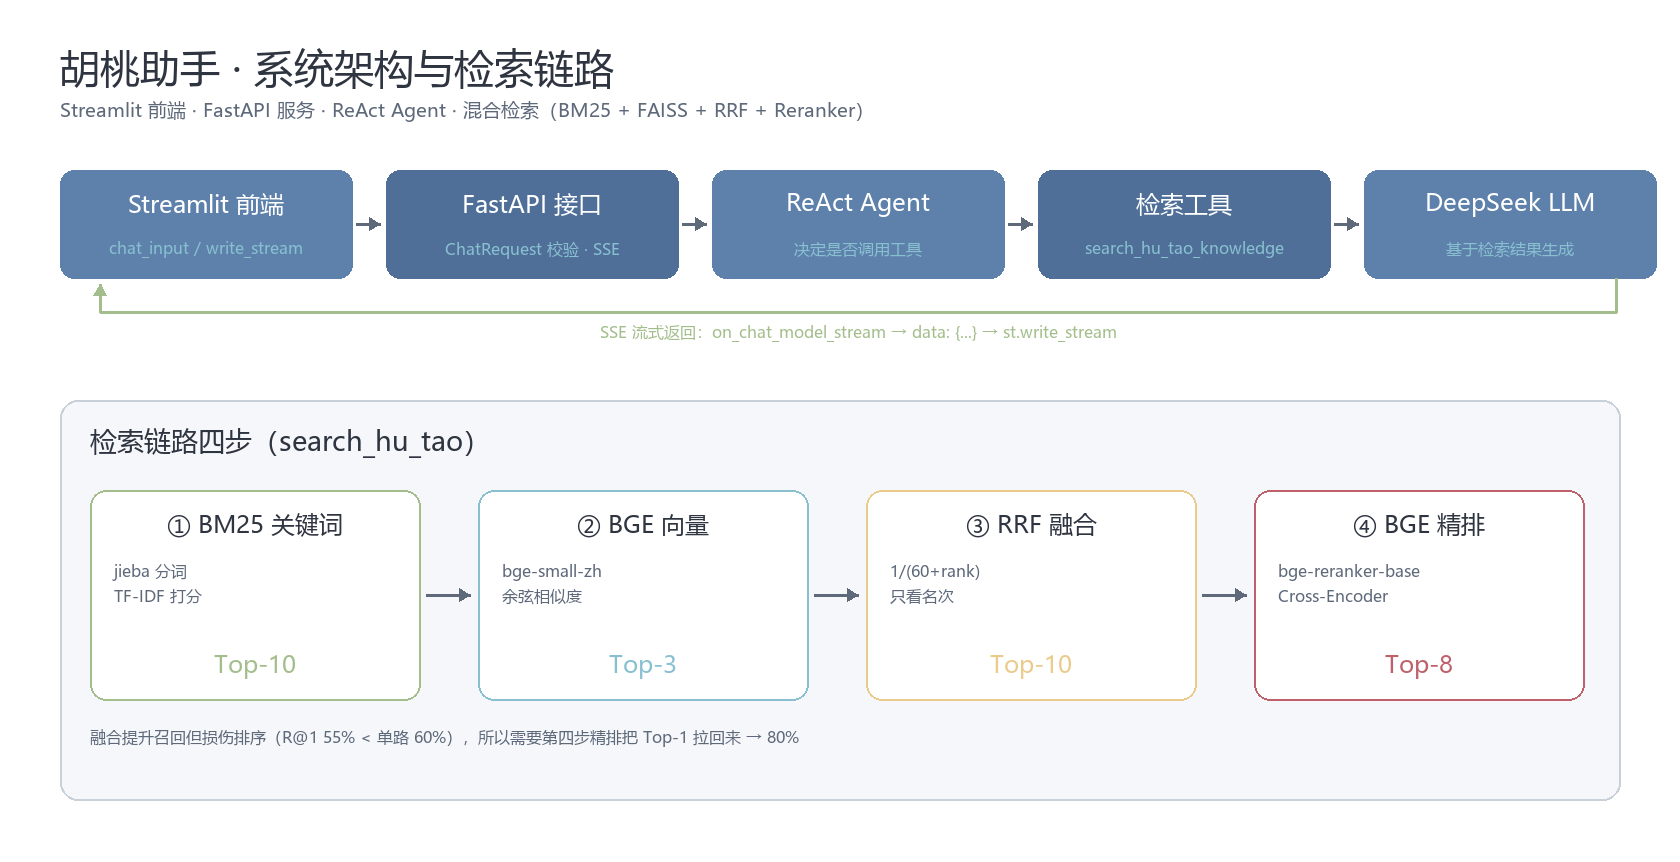 胡桃助手 · 系统架构与检索链路
Streamlit 前端 · FastAPI 服务 · ReAct Agent · 混合检索（BM25 + FAISS + RRF + Reranker）
Streamlit 前端
chat_input / write_stream
FastAPI 接口
ChatRequest 校验 · SSE
ReAct Agent
决定是否调用工具
检索工具
search_hu_tao_knowledge
DeepSeek LLM
基于检索结果生成
SSE 流式返回：on_chat_model_stream → data: {...} → st.write_stream
检索链路四步（search_hu_tao）
① BM25 关键词
jieba 分词
TF-IDF 打分
Top-10
② BGE 向量
bge-small-zh
余弦相似度
Top-3
③ RRF 融合
1/(60+rank)
只看名次
Top-10
④ BGE 精排
bge-reranker-base
Cross-Encoder
Top-8
融合提升召回但损伤排序（R@1 55% < 单路 60%），所以需要第四步精排把 Top-1 拉回来 → 80%